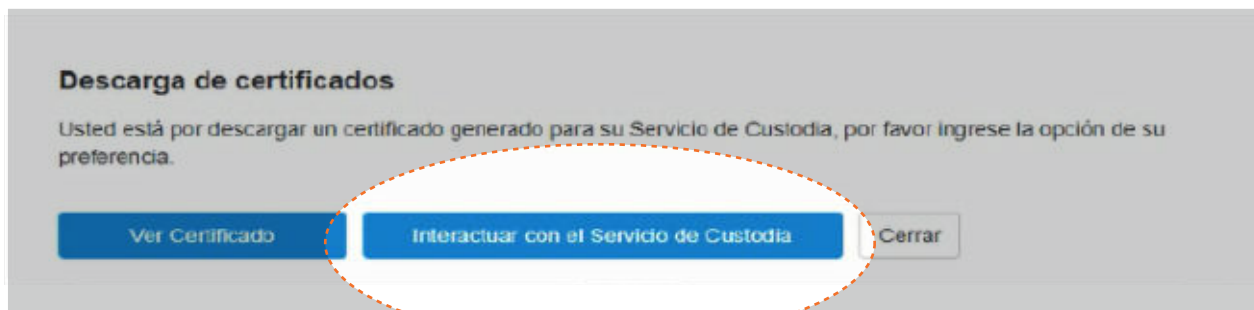 Descarga de certificados
Usted está por descargar un certificado generado para su Servicio de Custodia, por favor ingrese la opción de su
preferencia.
Ver Certificado Interactuar con el Servicio de Custodia Cerrar